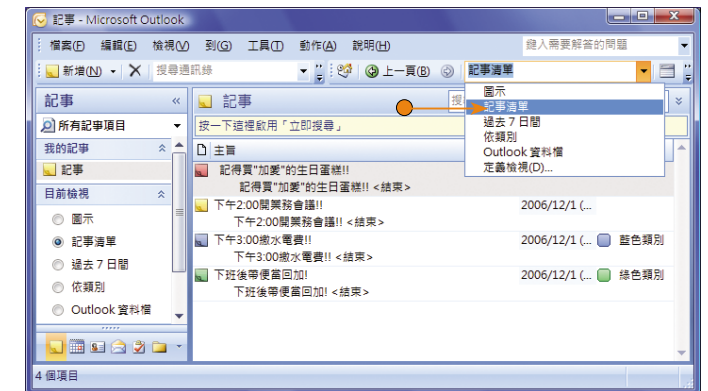 記事 - Microsoft Outlook
檔案(F) 編輯(E) 檢視(V) 到(G) 工具(T) 動作(A) 說明(H) 鍵入需要解答的問題
新增(N) 搜尋通訊錄 上一頁(B) 記事清單
記事 « 記事 搜
圖示
記事清單
過去 7 日間
依類別
Outlook 資料檔
定義檢視(D)...
所有記事項目
按一下這裡啟用「立即搜尋」
我的記事
主旨
記事
記得買"加愛"的生日蛋糕!!
記得買"加愛"的生日蛋糕!! <結束>
目前檢視
圖示
記事清單
過去 7 日間
依類別
Outlook 資料檔
下午2:00開業務會議!! 2006/12/1 (...
下午2:00開業務會議!! <結束>
下午3:00繳水電費!! 2006/12/1 (... 藍色類別
下午3:00繳水電費!! <結束>
下班後帶便當回加! 2006/12/1 (... 綠色類別
下班後帶便當回加! <結束>
4 個項目